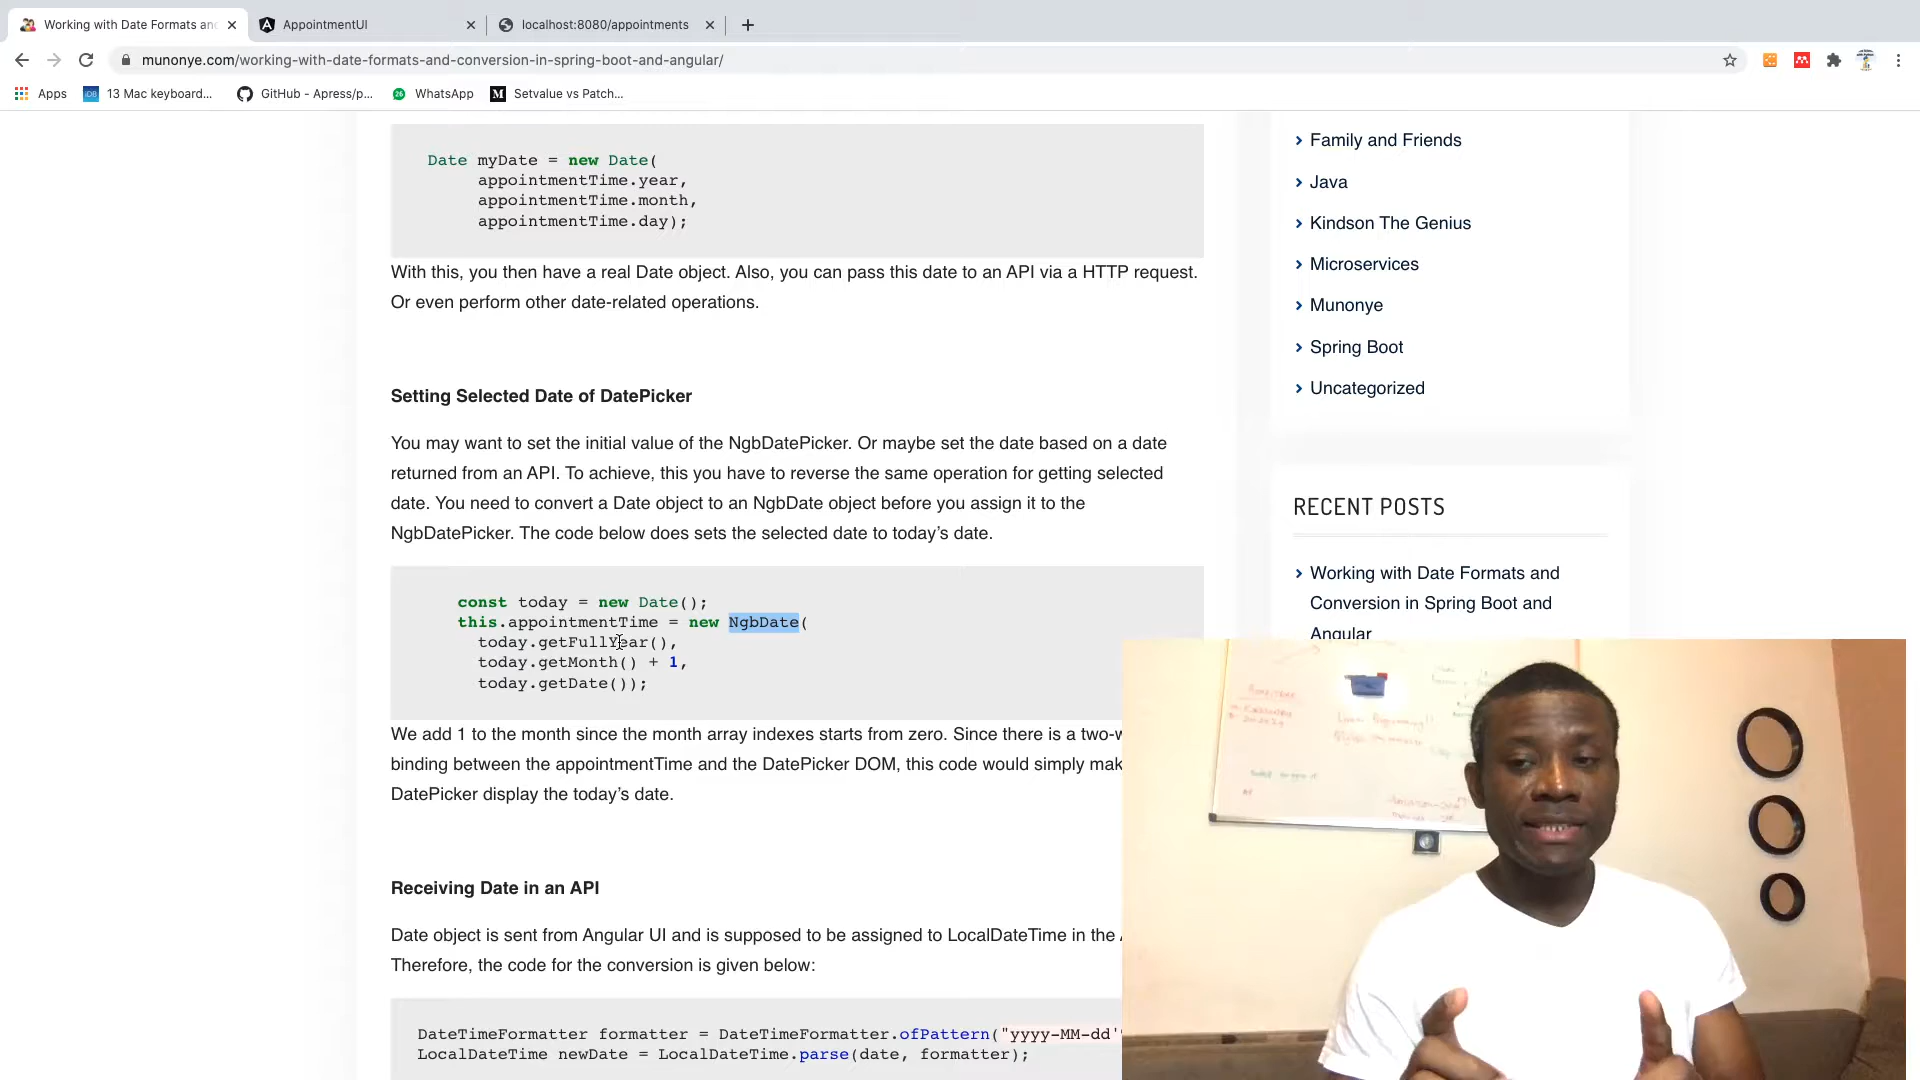 Working with Date Formats and
AppointmentUI
localhost:8080/appointments
munonye.com/working-with-date-formats-and-conversion-in-spring-boot-and-angular/
Apps
13 Mac keyboard...
GitHub - Apress/p...
WhatsApp
Setvalue vs Patch...
Date myDate = new Date(
appointmentTime.year,
appointmentTime.month,
appointmentTime.day);
With this, you then have a real Date object. Also, you can pass this date to an API via a HTTP request.
Or even perform other date-related operations.
Setting Selected Date of DatePicker
You may want to set the initial value of the NgbDatePicker. Or maybe set the date based on a date
returned from an API. To achieve, this you have to reverse the same operation for getting selected
date. You need to convert a Date object to an NgbDate object before you assign it to the
NgbDatePicker. The code below does sets the selected date to today’s date.
const today = new Date();
this.appointmentTime = new NgbDate(
today.getFullYear(),
today.getMonth() + 1,
today.getDate());
We add 1 to the month since the month array indexes starts from zero. Since there is a two-w
binding between the appointmentTime and the DatePicker DOM, this code would simply mak
DatePicker display the today’s date.
Receiving Date in an API
Date object is sent from Angular UI and is supposed to be assigned to LocalDateTime in the
Therefore, the code for the conversion is given below:
DateTimeFormatter formatter = DateTimeFormatter.ofPattern("yyyy-MM-dd'
LocalDateTime newDate = LocalDateTime.parse(date, formatter);
Family and Friends
Java
Kindson The Genius
Microservices
Munonye
Spring Boot
Uncategorized
RECENT POSTS
Working with Date Formats and
Conversion in Spring Boot and
Angular